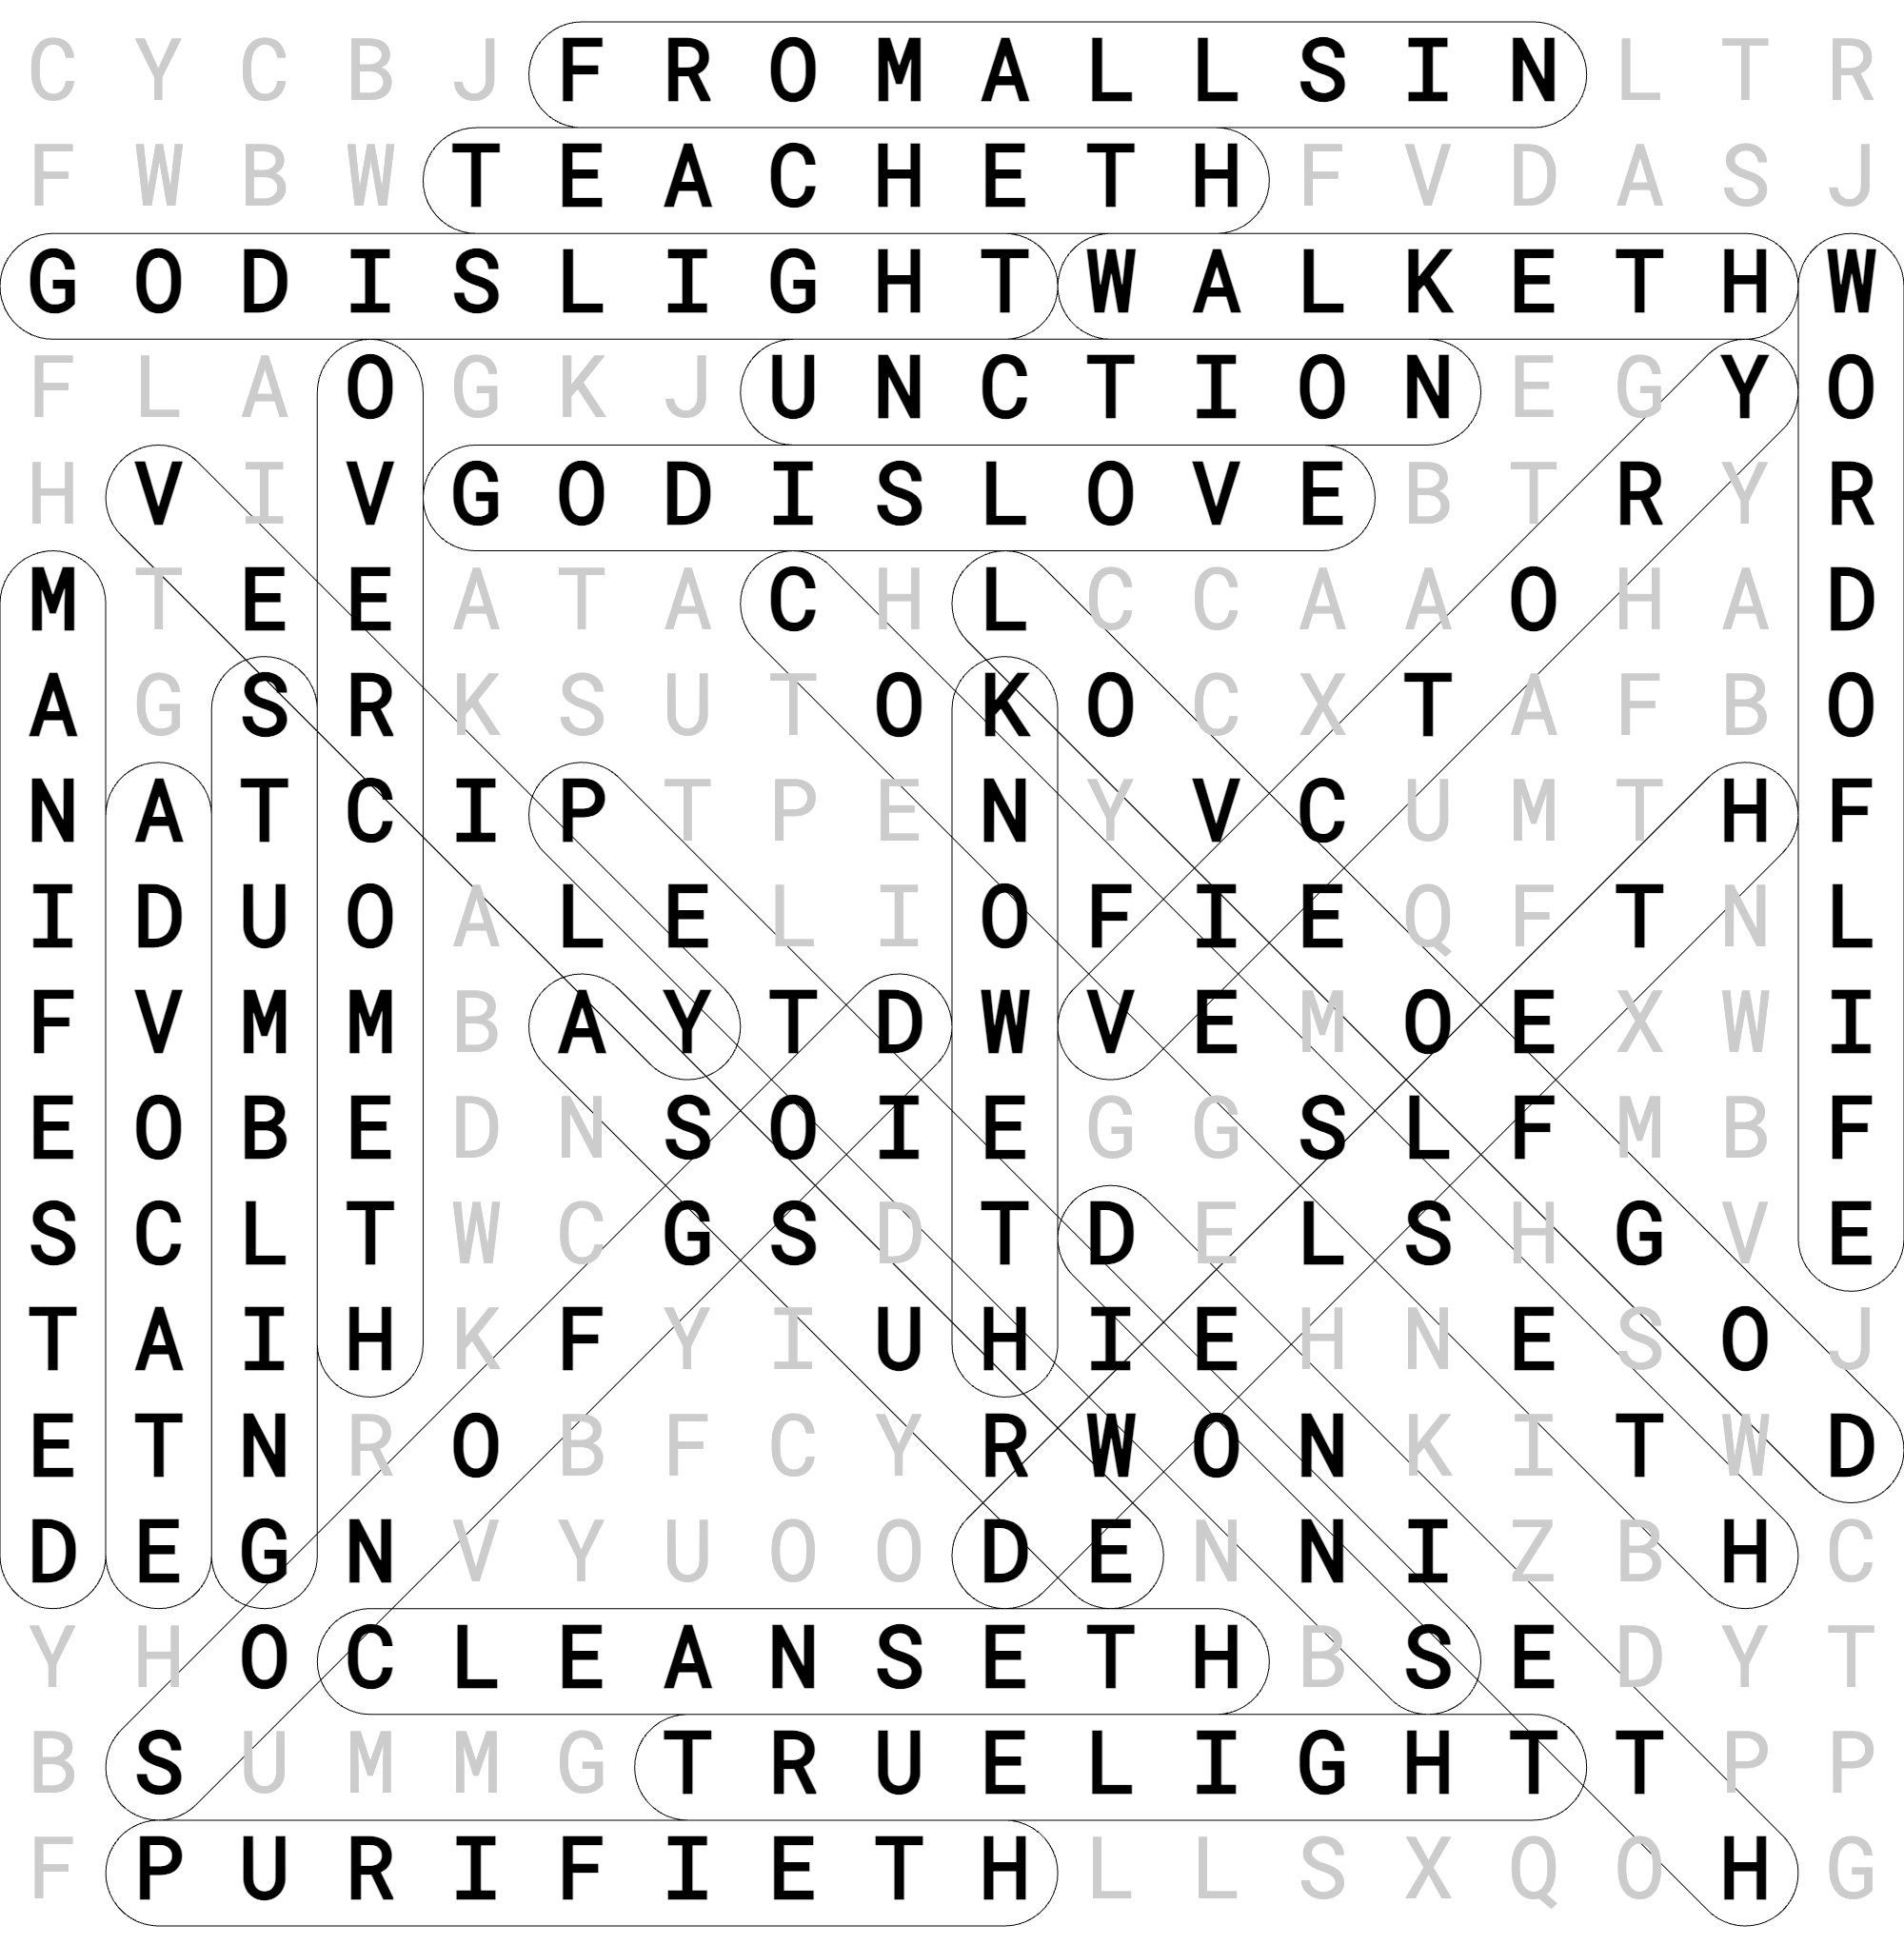 C Y C B J F R O M A L L S I N L T R
F W B W T E A C H E T H F V D A S J
G O D I S L I G H T W A L K E T H W
F L A O G K J U N C T I O N E G Y O
H V I V G O D I S L O V E B T R Y R
M T E E A T A C H L C C A A O H A D
A G S R K S U T O K O C X T A F B O
N A T C I P T P E N Y V C U M T H F
I D U O A L E L I O F I E Q F T N L
F V M M B A Y T D W V E M O E X W I
E O B E D N S O I E G G S L F M B F
S C L T W C G S D T D E L S H G V E
T A I H K F Y I U H I E H N E S O J
E T N R O B F C Y R W O N K I T W D
D E G N V Y U O O D E N N I Z B H C
Y H O C L E A N S E T H B S E D Y T
B S U M M G T R U E L I G H T T P P
F P U R I F I E T H L L S X Q O H G